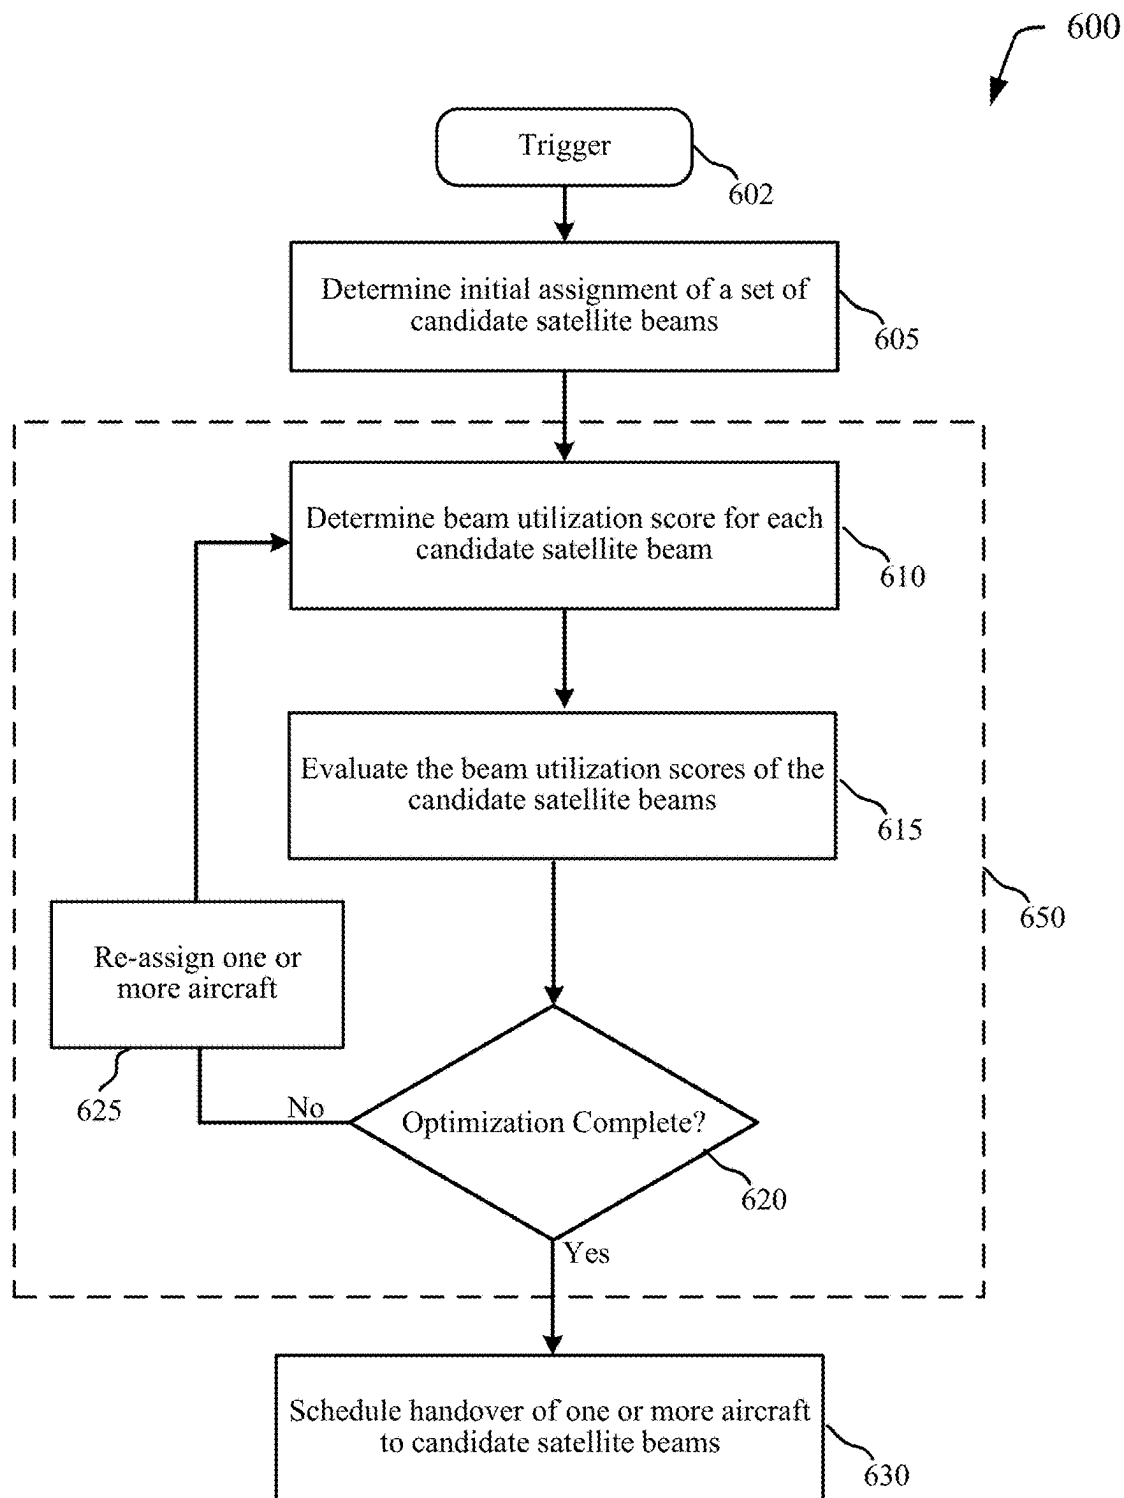 600
Trigger
602
Determine initial assignment of a set of
candidate satellite beams
605
Determine beam utilization score for each
candidate satellite beam
610
Evaluate the beam utilization scores of the
candidate satellite beams
615
650
Re-assign one or
more aircraft
625
No
Optimization Complete?
620
Yes
Schedule handover of one or more aircraft
to candidate satellite beams
630